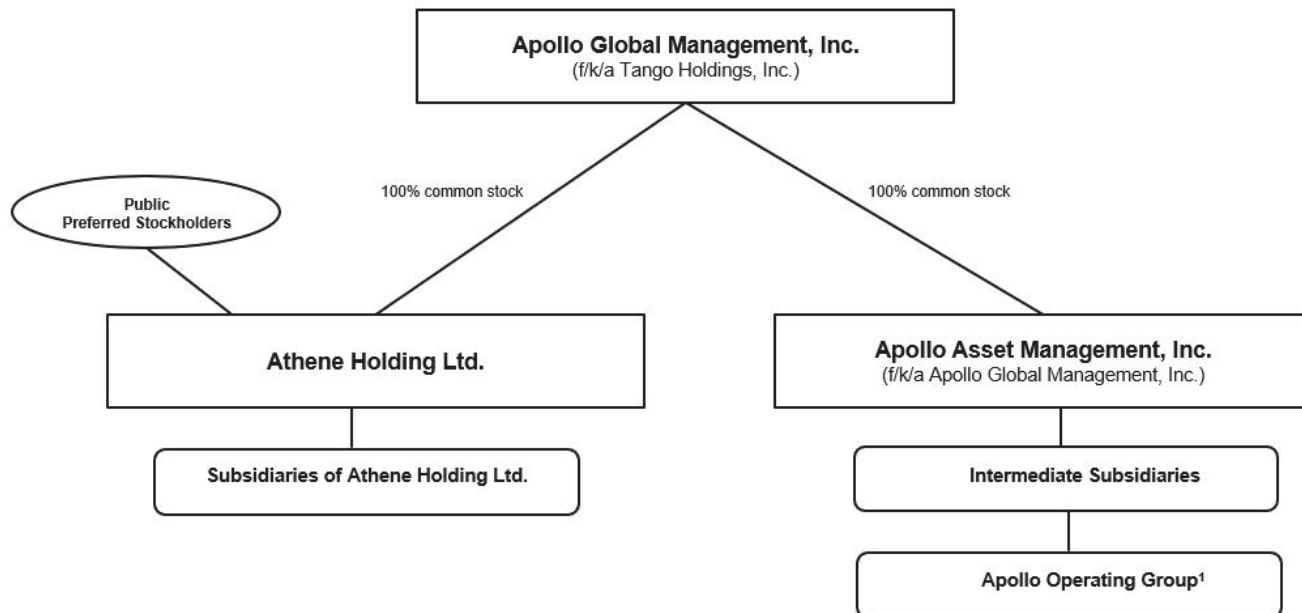 Apollo Global Management, Inc.
(f/k/a Tango Holdings, Inc.)
100% common stock
100% common stock
Public
Preferred Stockholders
Athene Holding Ltd.
Apollo Asset Management, Inc.
(f/k/a Apollo Global Management, Inc.)
Subsidiaries of Athene Holding Ltd.
Intermediate Subsidiaries
Apollo Operating Group¹